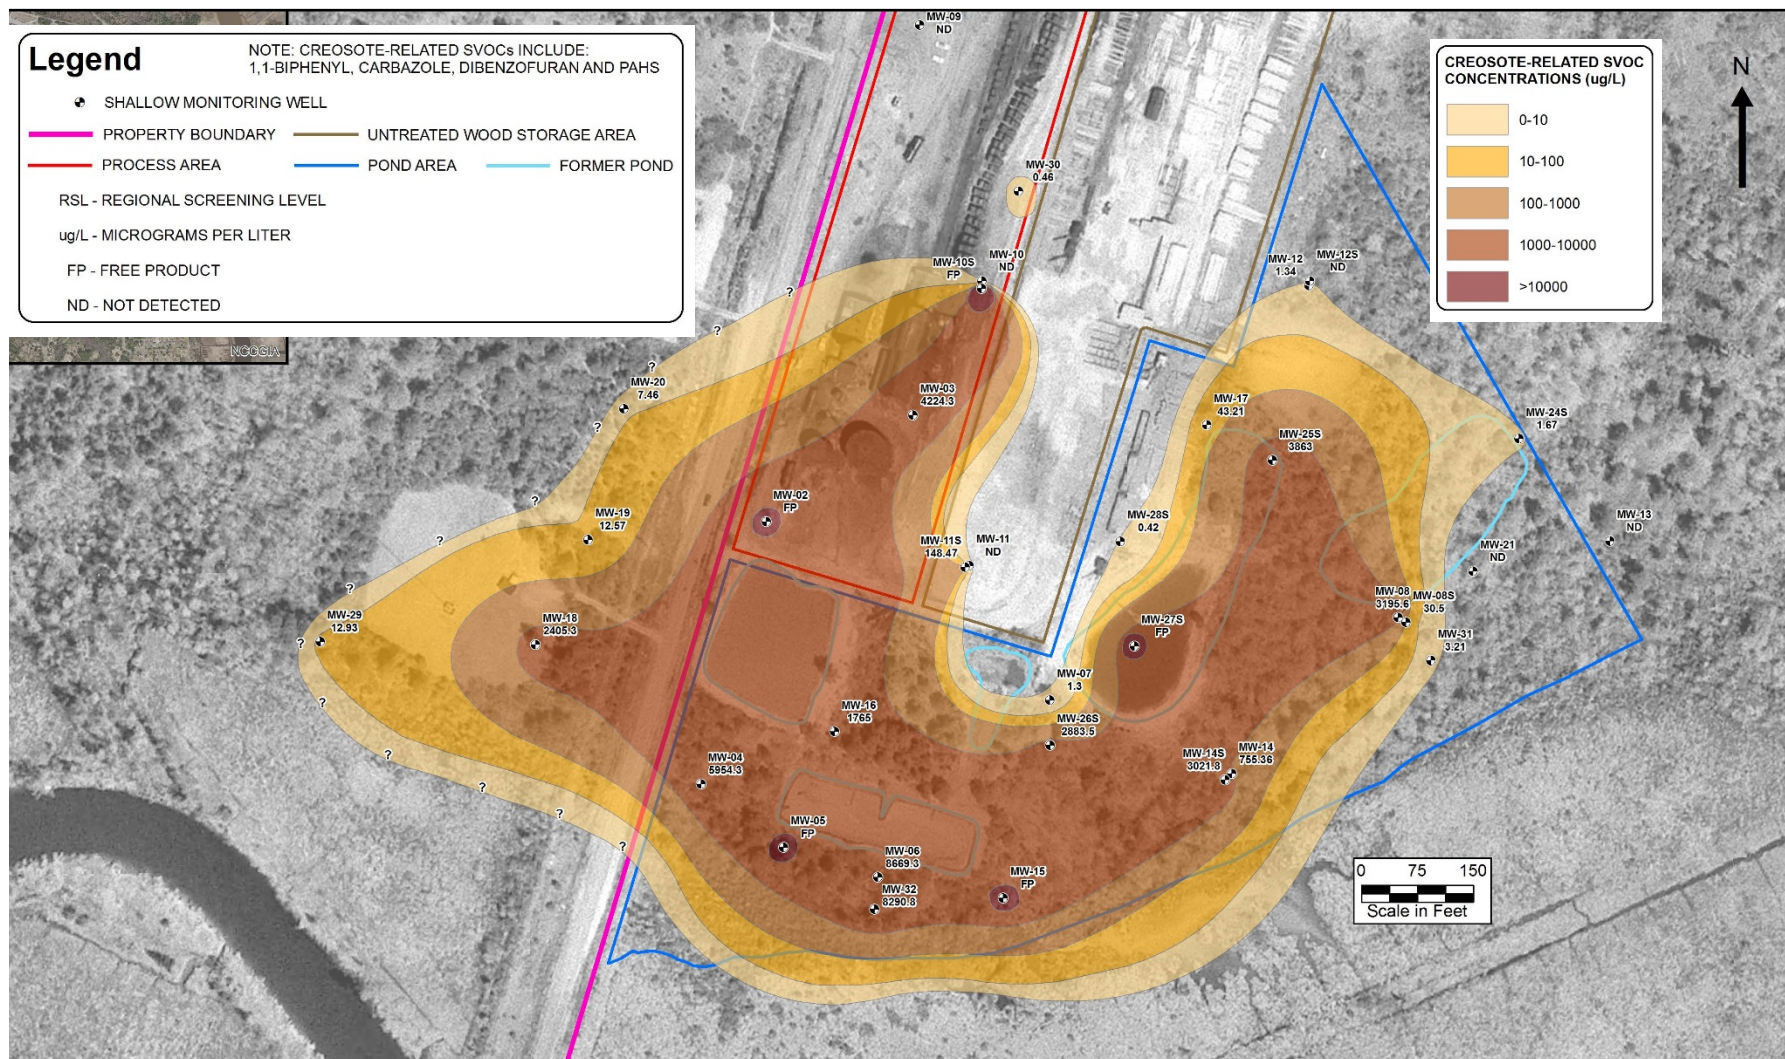 Legend
NOTE: CREOSOTE-RELATED SVOCs INCLUDE:
1,1-BIPHENYL, CARBAZOLE, DIBENZOFURAN AND PAHS
SHALLOW MONITORING WELL
PROPERTY BOUNDARY
UNTREATED WOOD STORAGE AREA
PROCESS AREA
POND AREA
FORMER POND
RSL - REGIONAL SCREENING LEVEL
ug/L - MICROGRAMS PER LITER
FP - FREE PRODUCT
ND - NOT DETECTED
NCCGIA
CREOSOTE-RELATED SVOC
CONCENTRATIONS (ug/L)
0-10
10-100
100-1000
1000-10000
>10000
N
MW-09
ND
MW-30
0.46
MW-10S
FP
MW-10
ND
MW-12
1.34
MW-12S
ND
MW-20
7.46
MW-03
4224.3
MW-17
43.21
MW-25S
3863
MW-24S
1.67
MW-02
FP
MW-19
12.57
MW-11S
148.47
MW-11
ND
MW-28S
0.42
MW-13
ND
MW-21
ND
MW-29
12.93
MW-18
2405.3
MW-27S
FP
MW-08
3195.6
MW-08S
30.5
MW-31
3.21
MW-07
1.3
MW-16
1765
MW-26S
2883.5
MW-04
5954.3
MW-14S
3021.8
MW-14
755.36
MW-05
FP
MW-06
8669.3
MW-32
8290.8
MW-15
FP
?
?
?
?
?
?
?
?
?
?
?
?
?
?
0 75 150
Scale in Feet